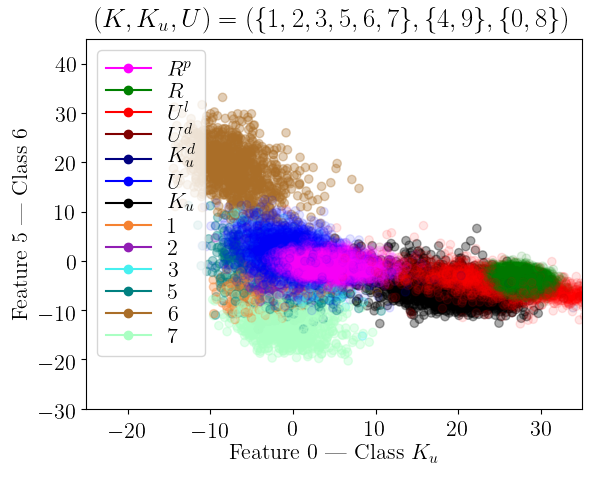 (K, K_u, U) = ({1, 2, 3, 5, 6, 7}, {4, 9}, {0, 8})
Feature 5 — Class 6
40
30
20
10
0
−10
−20
−30
R^p
R
U^l
U^d
K_u^d
U
K_u
1
2
3
5
6
7
−20 −10 0 10 20 30
Feature 0 — Class K_u